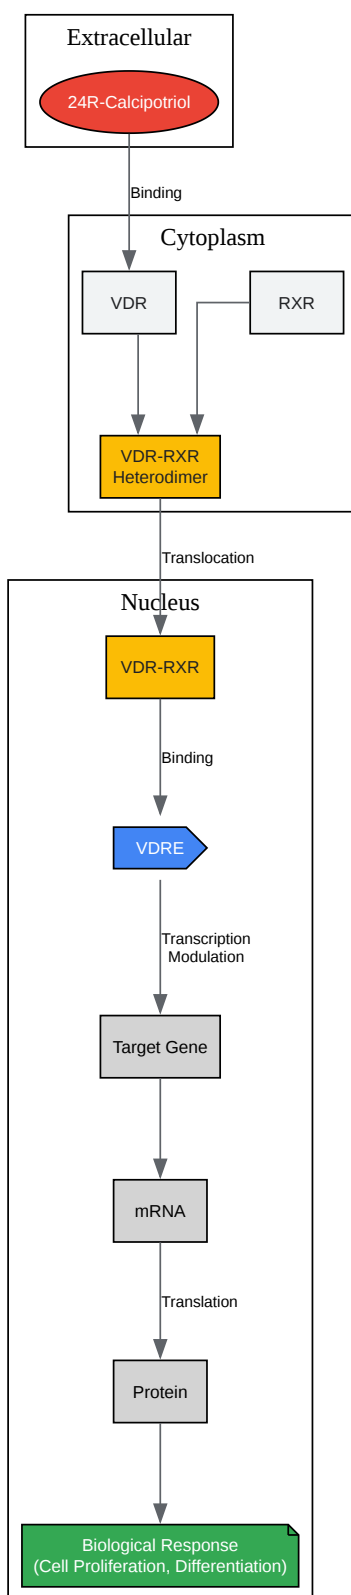 Extracellular
24R-Calcipotriol
Binding
Cytoplasm
VDR
RXR
VDR-RXR
Heterodimer
Translocation
Nucleus
VDR-RXR
Binding
VDRE
Transcription
Modulation
Target Gene
mRNA
Translation
Protein
Biological Response
(Cell Proliferation, Differentiation)